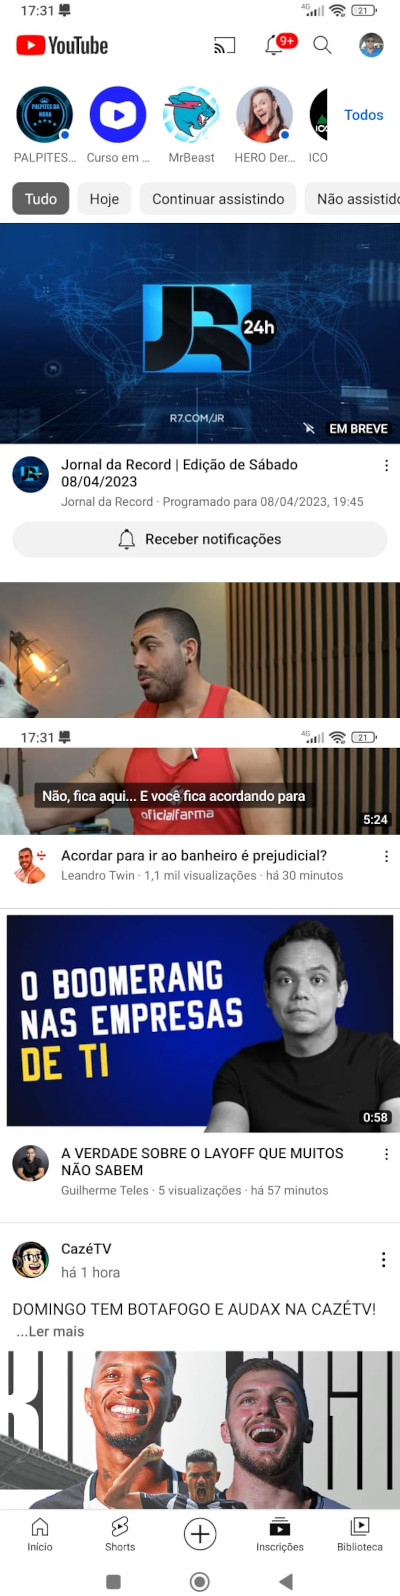 17:31 4G 21
YouTube 9+
PALPITES DA HORA
ICO
Todos
PALPITES... Curso em ... MrBeast HERO Der... ICO
Tudo Hoje Continuar assistindo Não assistido
JR 24h
R7.COM/JR
EM BREVE
Jornal da Record | Edição de Sábado
08/04/2023
Jornal da Record · Programado para 08/04/2023, 19:45
Receber notificações
17:31 4G 21
Não, fica aqui... E você fica acordando para
oficialfarma
5:24
Acordar para ir ao banheiro é prejudicial?
Leandro Twin · 1,1 mil visualizações · há 30 minutos
O BOOMERANG
NAS EMPRESAS
DE TI
0:58
A VERDADE SOBRE O LAYOFF QUE MUITOS
NÃO SABEM
Guilherme Teles · 5 visualizações · há 57 minutos
CazéTV
há 1 hora
DOMINGO TEM BOTAFOGO E AUDAX NA CAZÉTV!
...Ler mais
Início Shorts Inscrições Biblioteca